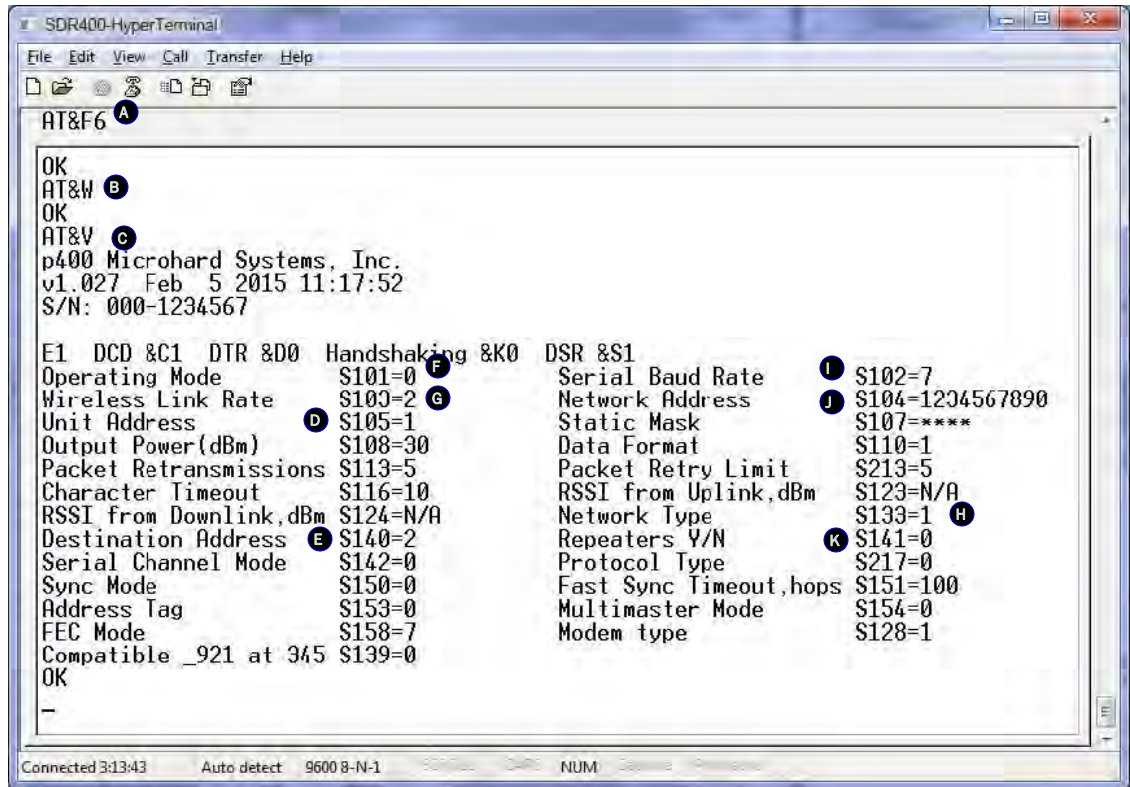 SDR400-HyperTerminal
File Edit View Call Transfer Help
AT&F6 A
OK
AT&W B
OK
AT&V C
p400 Microhard Systems, Inc.
v1.027 Feb 5 2015 11:17:52
S/N: 000-1234567
E1 DCD &C1 DTR &D0 Handshaking &K0 DSR &S1
Operating Mode S101=0 F Serial Baud Rate I S102=7
Wireless Link Rate S103=2 G Network Address J S104=1234567890
Unit Address D S105=1 Static Mask S107=****
Output Power(dBm) S108=30 Data Format S110=1
Packet Retransmissions S113=5 Packet Retry Limit S213=5
Character Timeout S116=10 RSSI from Uplink,dBm S123=N/A
RSSI from Downlink,dBm S124=N/A Network Type S133=1 H
Destination Address E S140=2 Repeaters Y/N K S141=0
Serial Channel Mode S142=0 Protocol Type S217=0
Sync Mode S150=0 Fast Sync Timeout,hops S151=100
Address Tag S153=0 Multimaster Mode S154=0
FEC Mode S158=7 Modem type S128=1
Compatible _921 at 345 S139=0
OK
_
Connected 3:13:43 Auto detect 9600 8-N-1 NUM